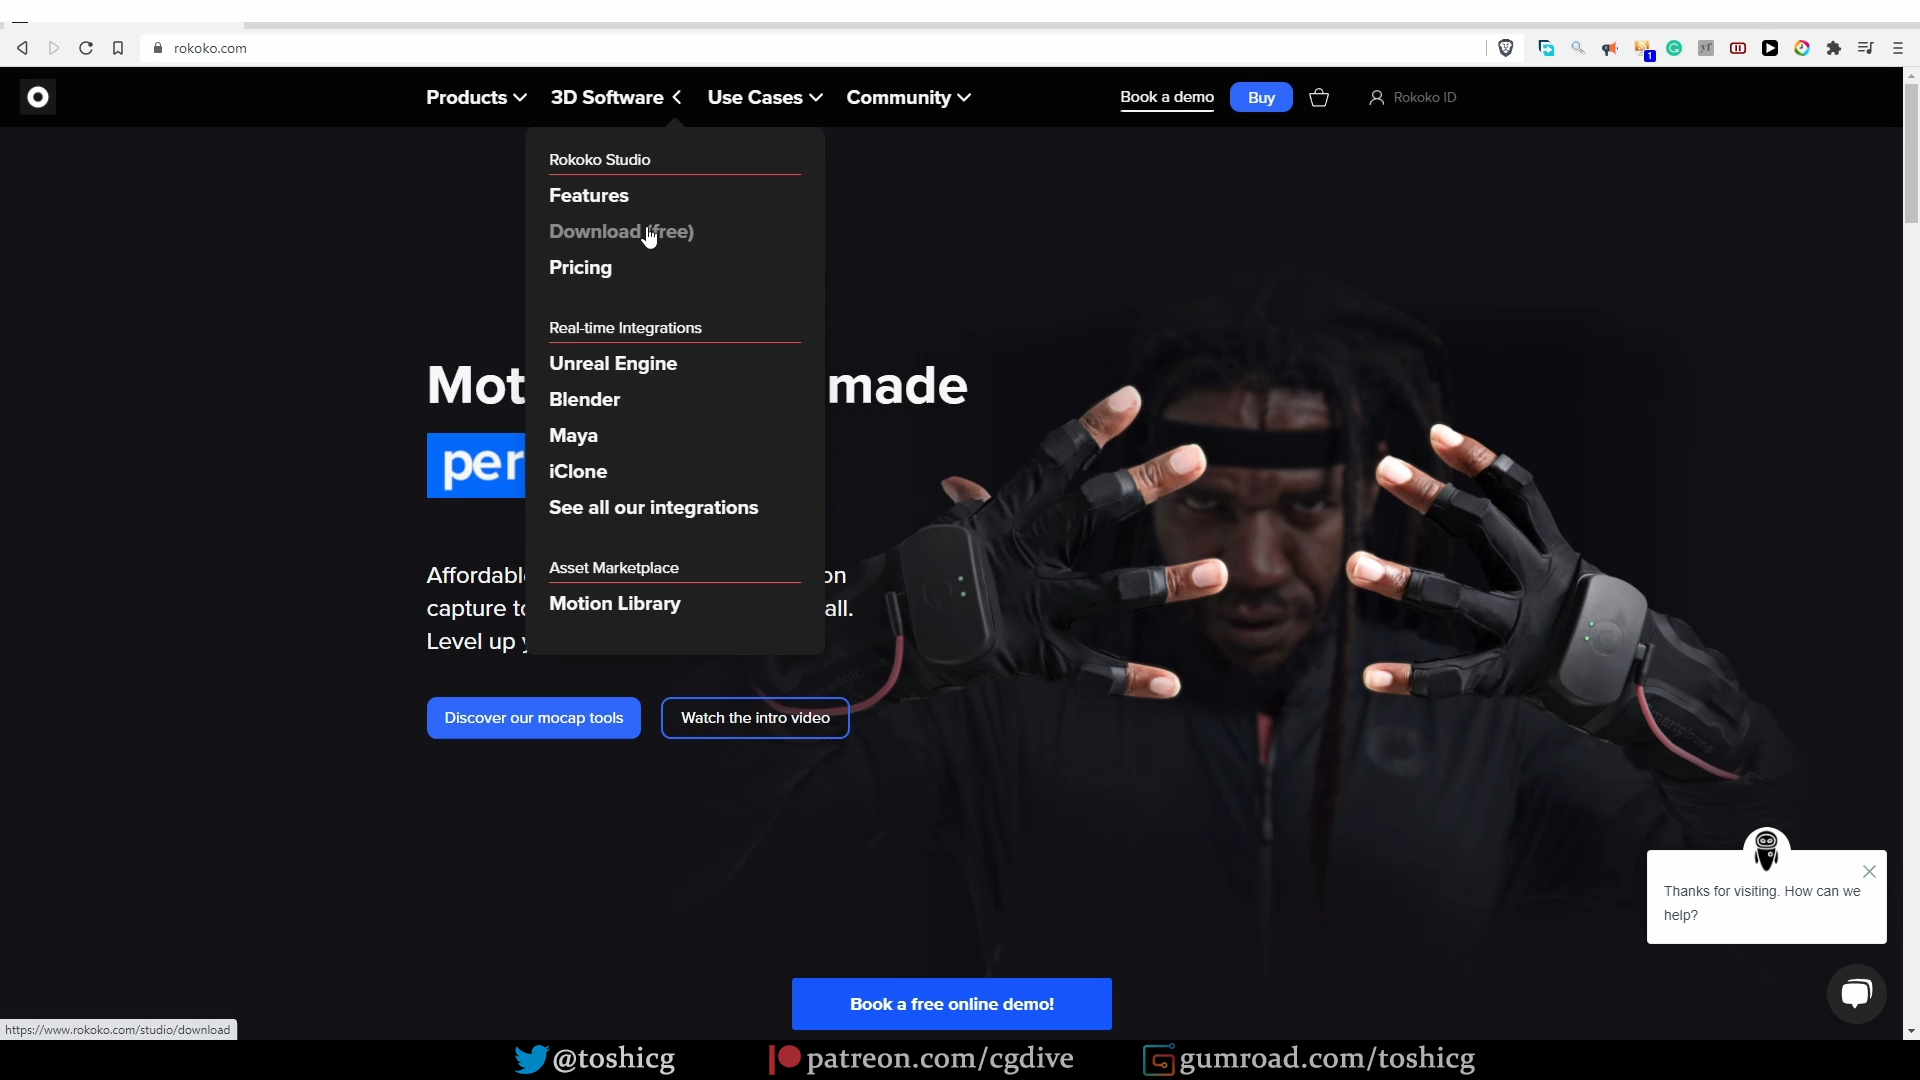 rokoko.com
1
Products
3D Software
Use Cases
Community
Book a demo
Buy
Rokoko ID
Rokoko Studio
Features
Download (free)
Pricing
Real-time Integrations
Unreal Engine
Blender
Maya
iClone
See all our integrations
Asset Marketplace
Motion Library
Mot
made
per
Affordabl
on
capture to
all.
Level up y
Discover our mocap tools
Watch the intro video
Smartgloves
Thanks for visiting. How can we
help?
Book a free online demo!
https://www.rokoko.com/studio/download
@toshicg
patreon.com/cgdive
gumroad.com/toshicg